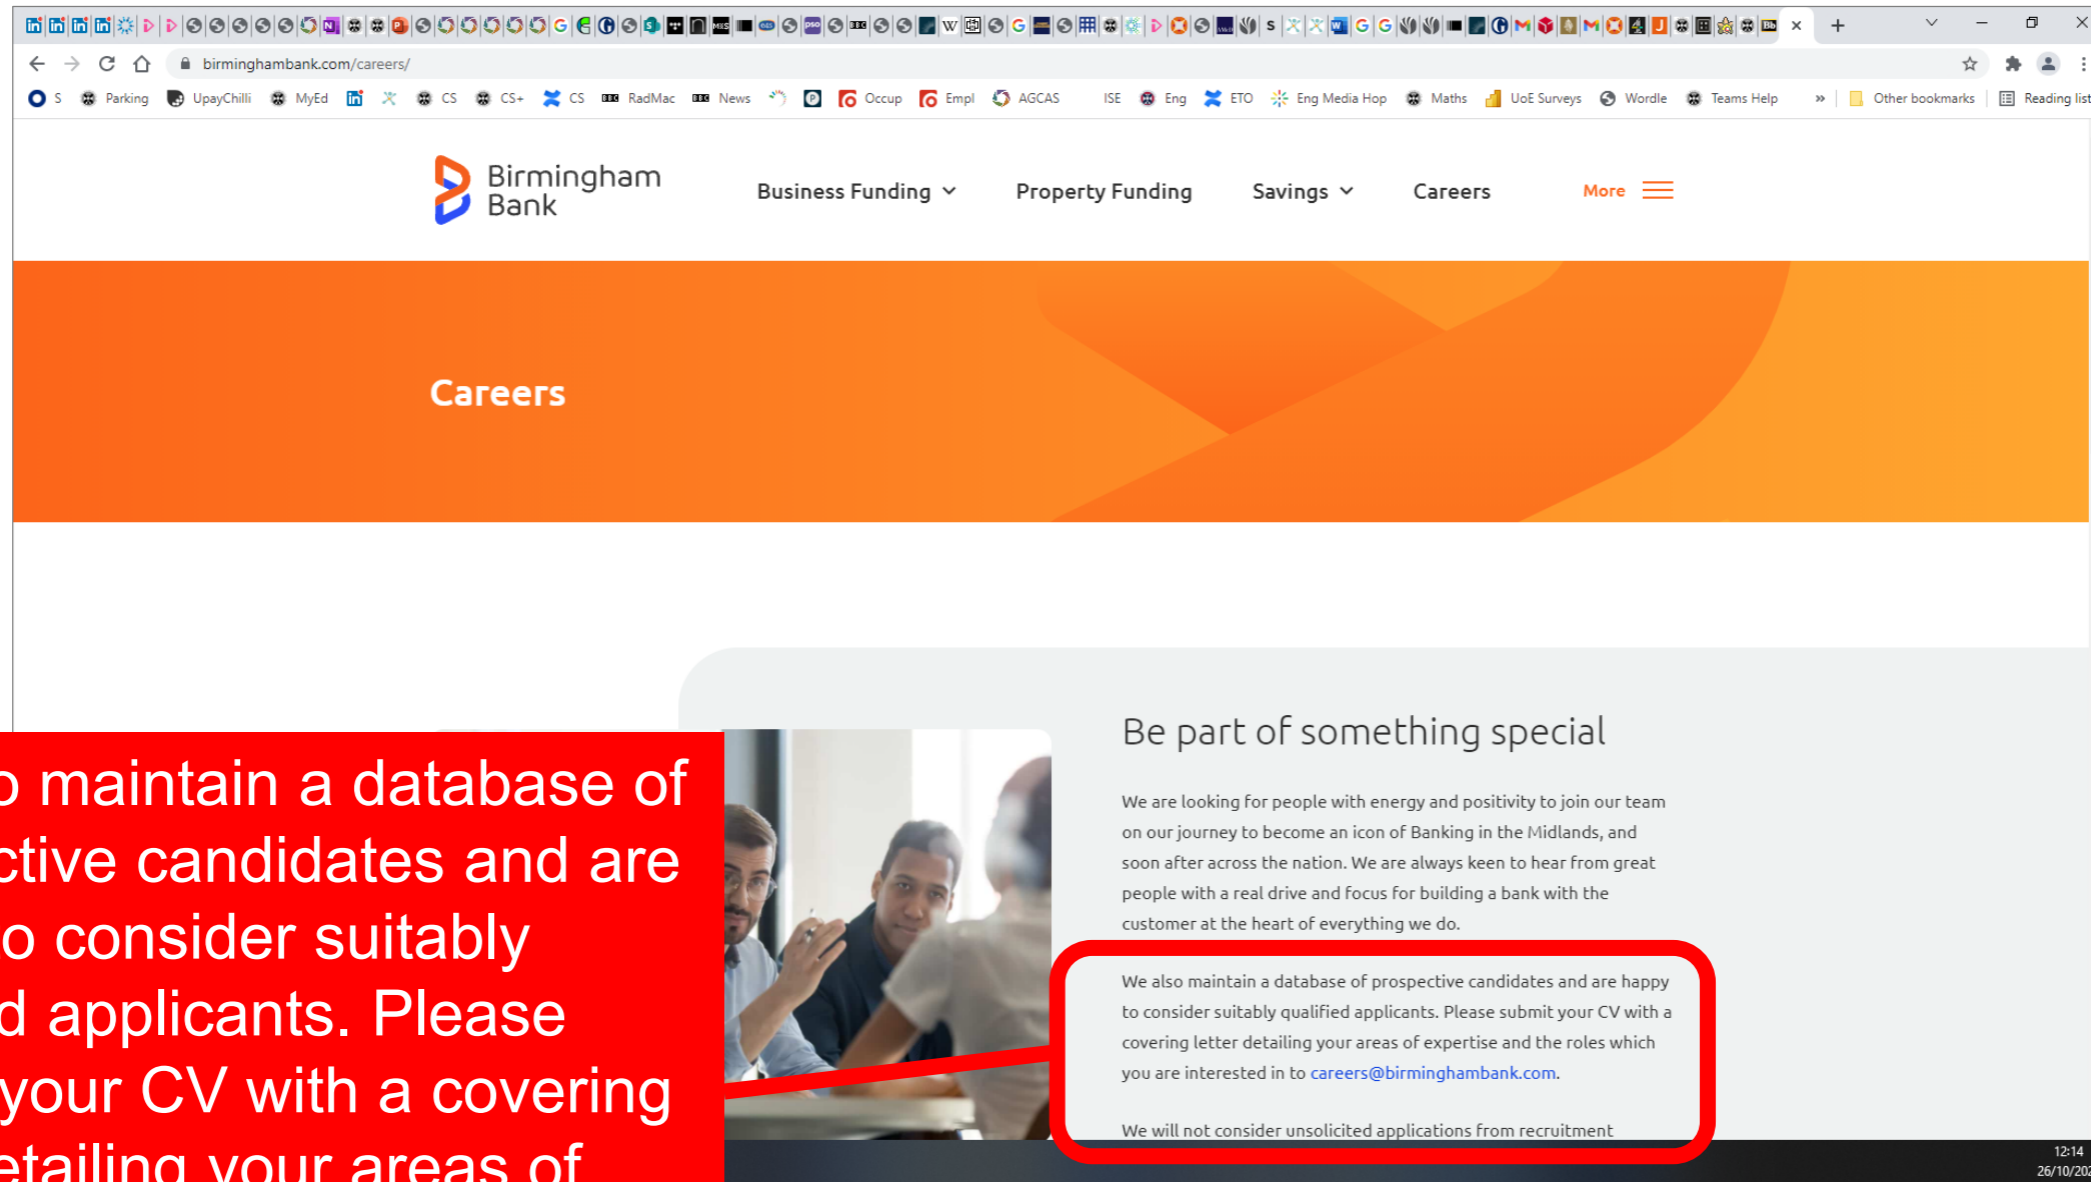 birminghambank.com/careers/
S Parking UpayChilli MyEd CS CS+ CS RadMac News Occup Empl AGCAS ISE Eng ETO Eng Media Hop Maths UoE Surveys Wordle Teams Help » Other bookmarks Reading list
Birmingham
Bank
Business Funding Property Funding Savings Careers More
Careers
Be part of something special
We are looking for people with energy and positivity to join our team
on our journey to become an icon of Banking in the Midlands, and
soon after across the nation. We are always keen to hear from great
people with a real drive and focus for building a bank with the
customer at the heart of everything we do.
We also maintain a database of prospective candidates and are happy
to consider suitably qualified applicants. Please submit your CV with a
covering letter detailing your areas of expertise and the roles which
you are interested in to careers@birminghambank.com.
We will not consider unsolicited applications from recruitment
o maintain a database of
ctive candidates and are
o consider suitably
d applicants. Please
your CV with a covering
etailing your areas of
12:14
26/10/202